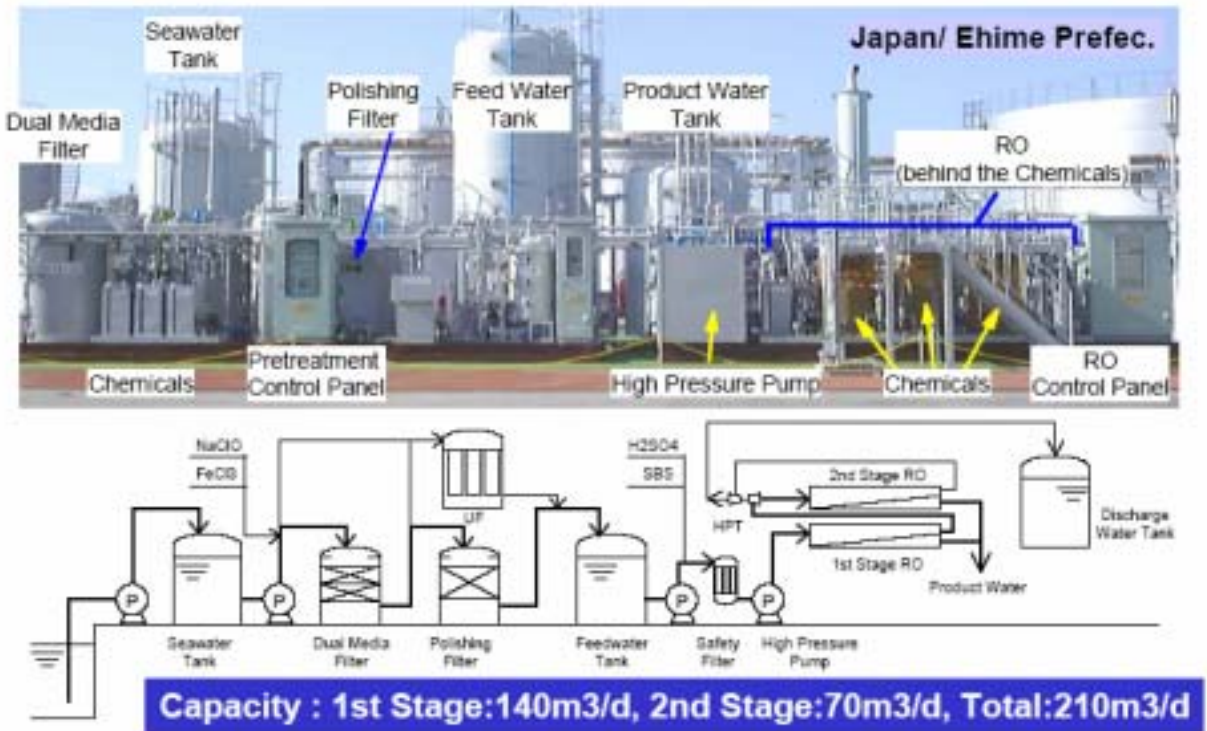 Japan/ Ehime Prefec.
Seawater
Tank
Dual Media
Filter
Polishing
Filter
Feed Water
Tank
Product Water
Tank
RO
(behind the Chemicals)
Chemicals
Pretreatment
Control Panel
High Pressure Pump
Chemicals
RO
Control Panel
NaClO
FeCl3
UF
H2SO4
SBS
2nd Stage RO
HPT
1st Stage RO
Product Water
Discharge
Water Tank
P
P
P
P
Seawater
Tank
Dual Media
Filter
Polishing
Filter
Feedwater
Tank
Safety
Filter
High Pressure
Pump
Capacity : 1st Stage:140m3/d, 2nd Stage:70m3/d, Total:210m3/d